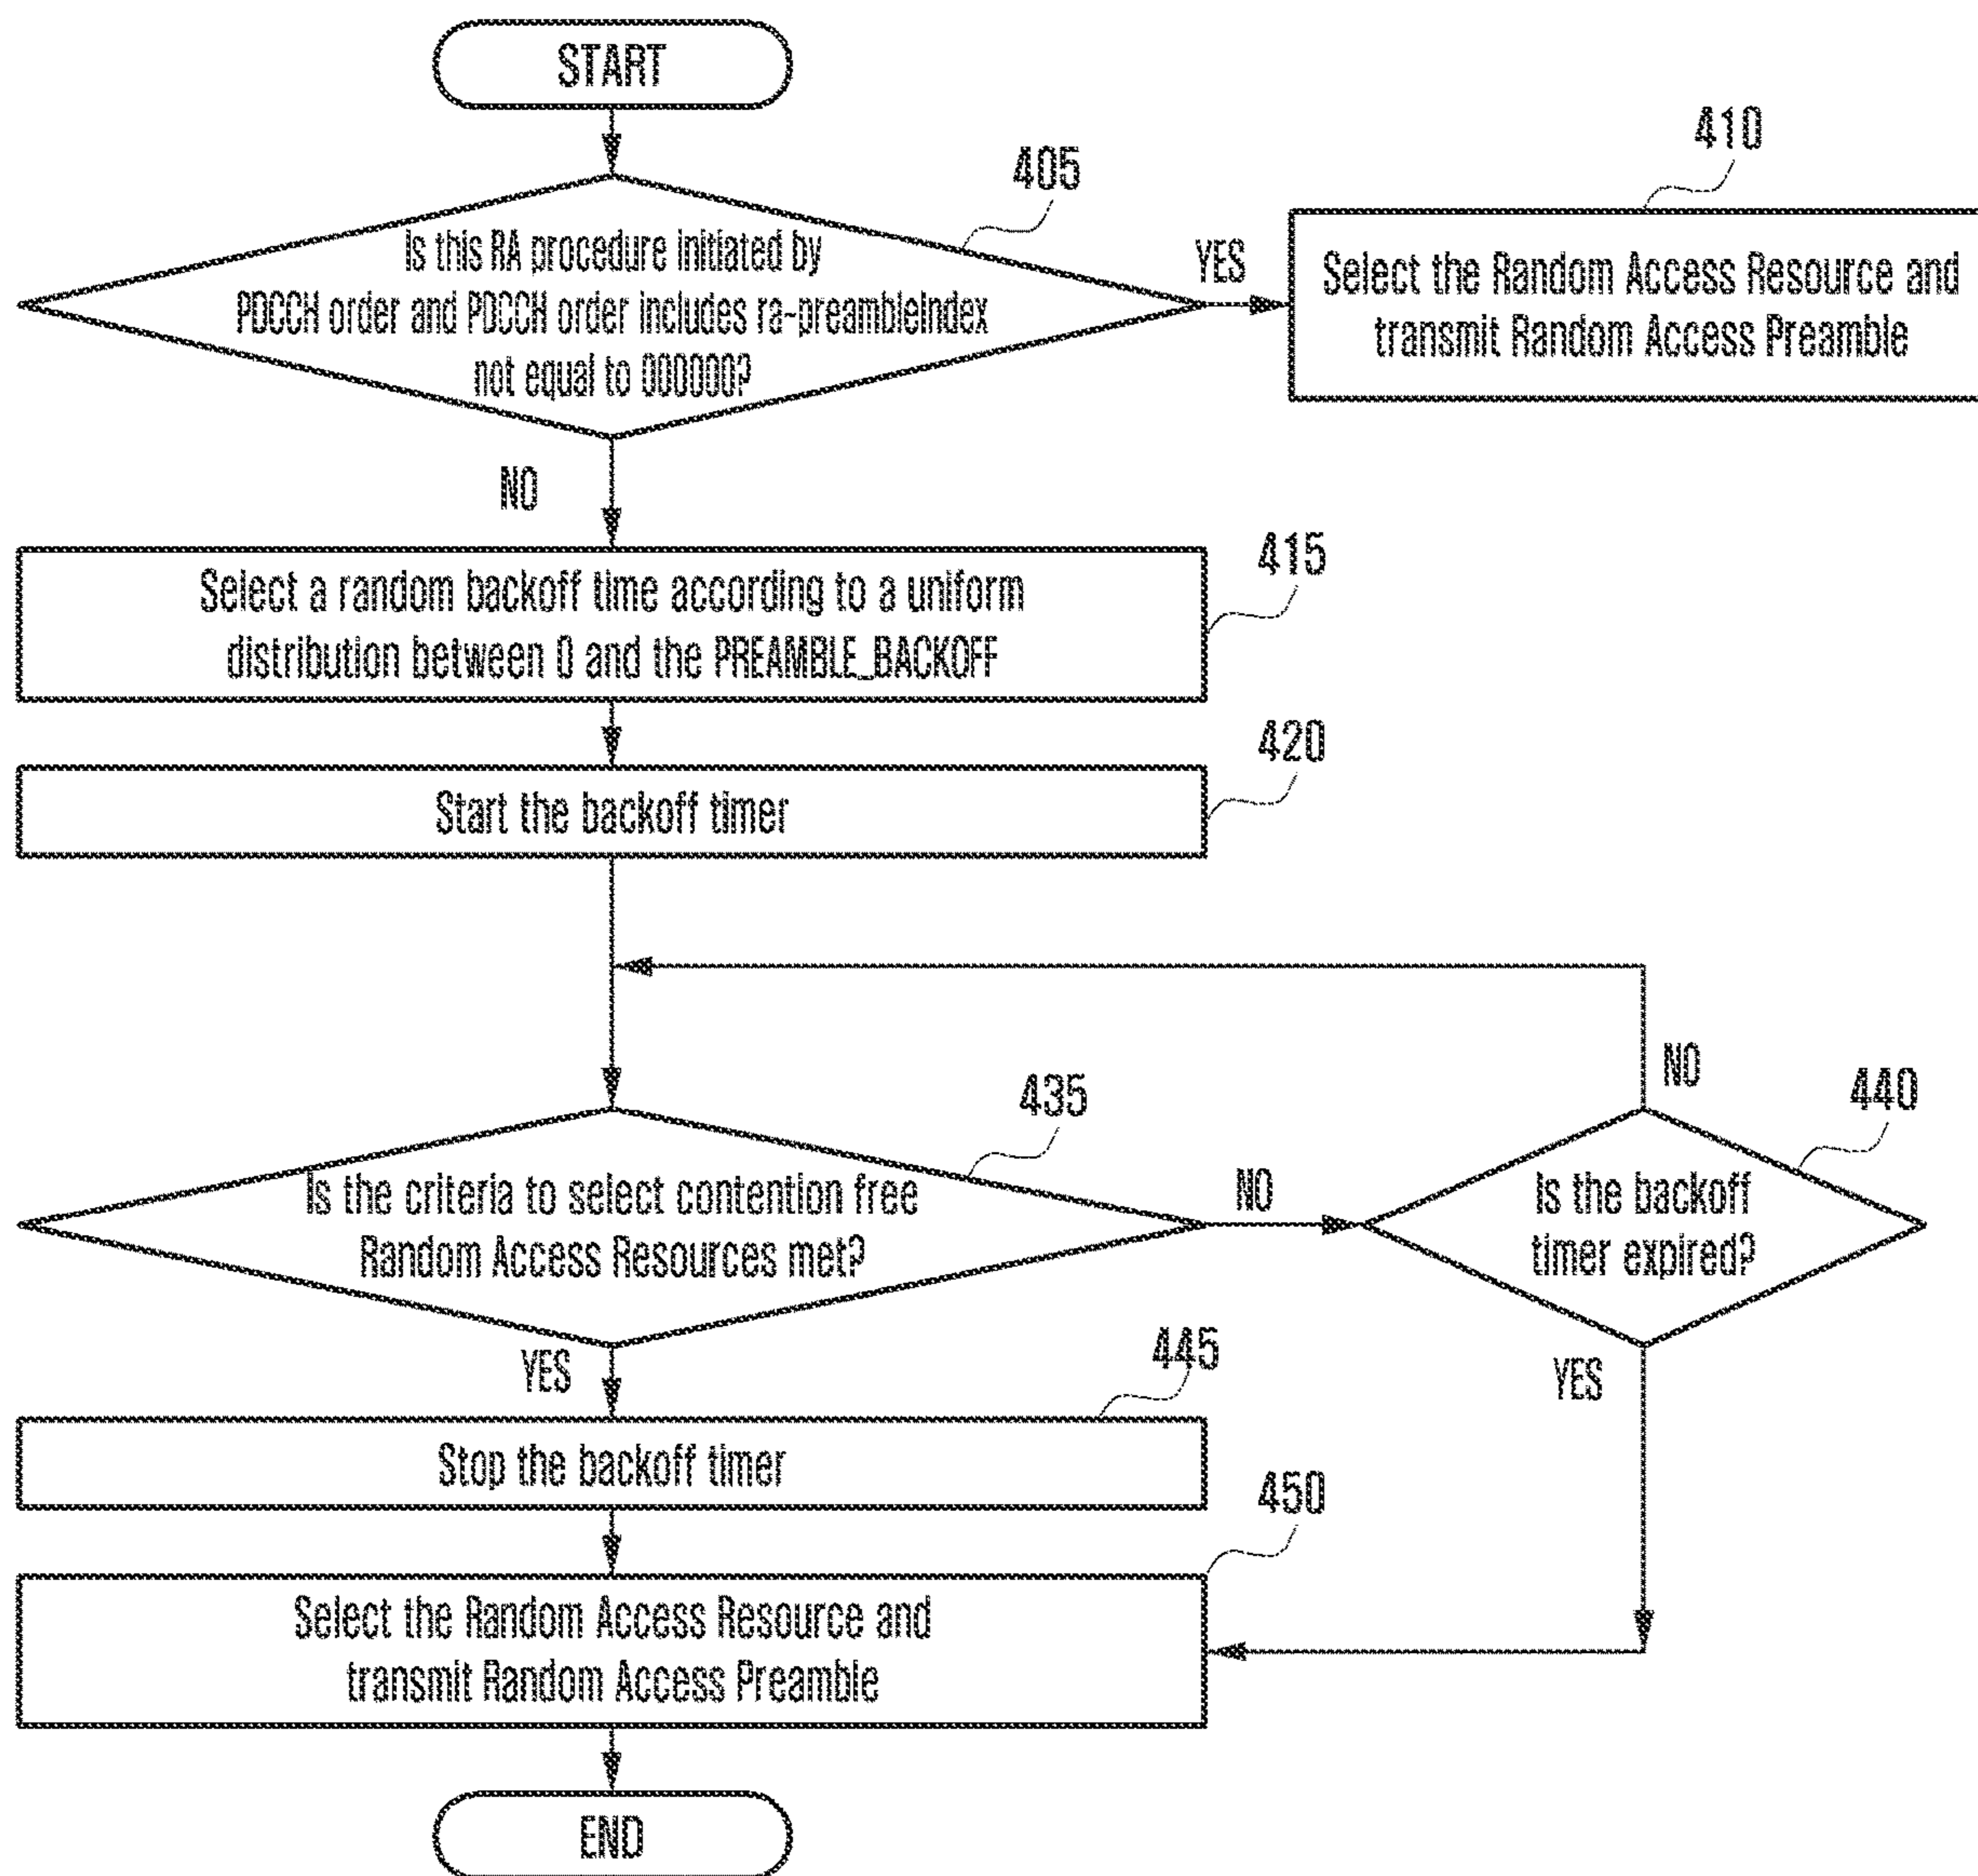 START
405
Is this RA procedure initiated by
PDCCH order and PDCCH order includes ra-preambleIndex
not equal to 000000?
YES
410
Select the Random Access Resource and
transmit Random Access Preamble
NO
415
Select a random backoff time according to a uniform
distribution between 0 and the PREAMBLE_BACKOFF
420
Start the backoff timer
435
Is the criteria to select contention free
Random Access Resources met?
NO
440
Is the backoff
timer expired?
NO
YES
YES
445
Stop the backoff timer
450
Select the Random Access Resource and
transmit Random Access Preamble
END